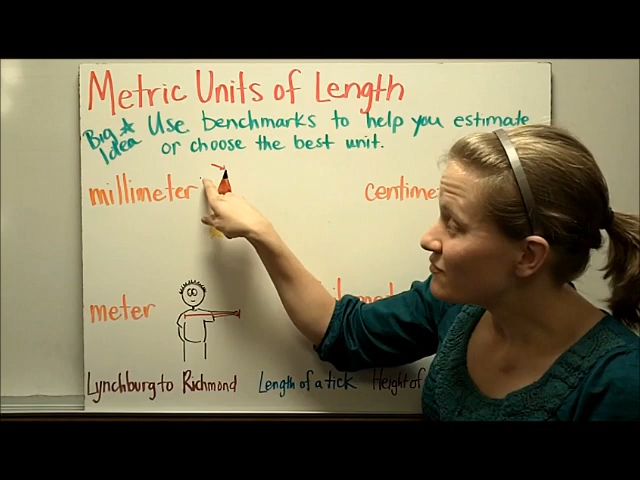 Metric Units of Length
Big Idea
Use benchmarks to help you estimate
or choose the best unit.
millimeter
meter
Lynchburg to Richmond
Length of a tick
Height of